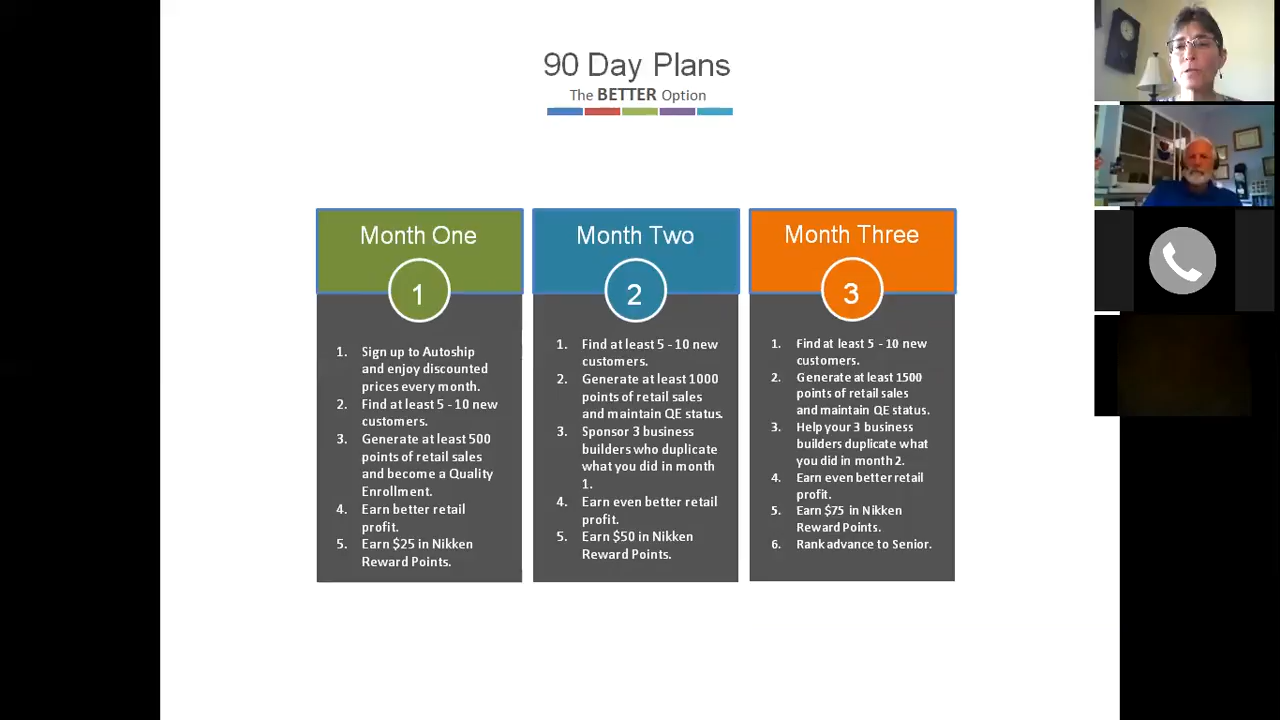 90 Day Plans
The BETTER Option
Month One
1
1. Sign up to Autoship
and enjoy discounted
prices every month.
2. Find at least 5 - 10 new
customers.
3. Generate at least 500
points of retail sales
and become a Quality
Enrollment.
4. Earn better retail
profit.
5. Earn $25 in Nikken
Reward Points.
Month Two
2
1. Find at least 5 - 10 new
customers.
2. Generate at least 1000
points of retail sales
and maintain QE status.
3. Sponsor 3 business
builders who duplicate
what you did in month
1.
4. Earn even better retail
profit.
5. Earn $50 in Nikken
Reward Points.
Month Three
3
1. Find at least 5 - 10 new
customers.
2. Generate at least 1500
points of retail sales
and maintain QE status.
3. Help your 3 business
builders duplicate what
you did in month 2.
4. Earn even better retail
profit.
5. Earn $75 in Nikken
Reward Points.
6. Rank advance to Senior.